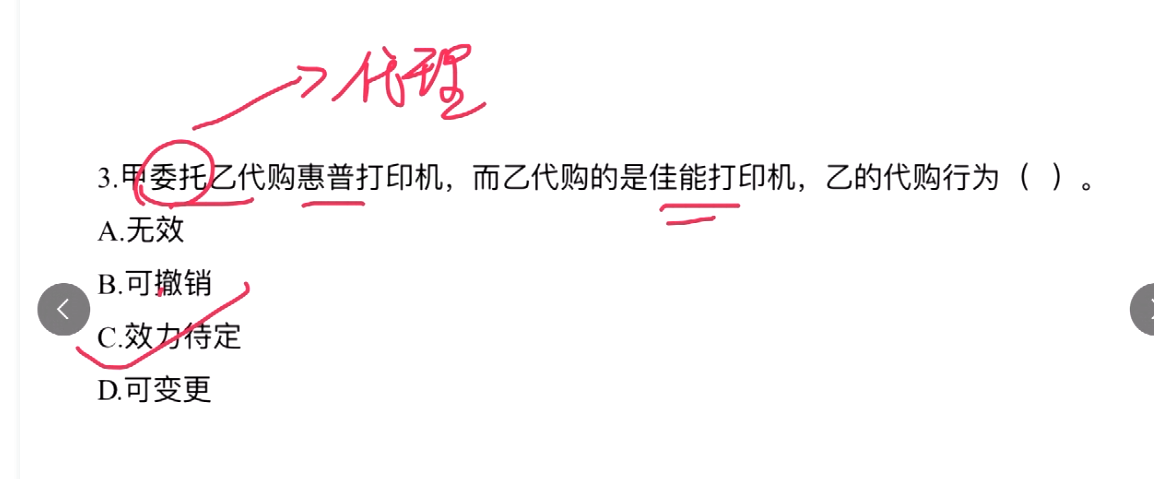 代理
3.甲委托乙代购惠普打印机，而乙代购的是佳能打印机，乙的代购行为（ ）。
A.无效
B.可撤销
C.效力待定
D.可变更